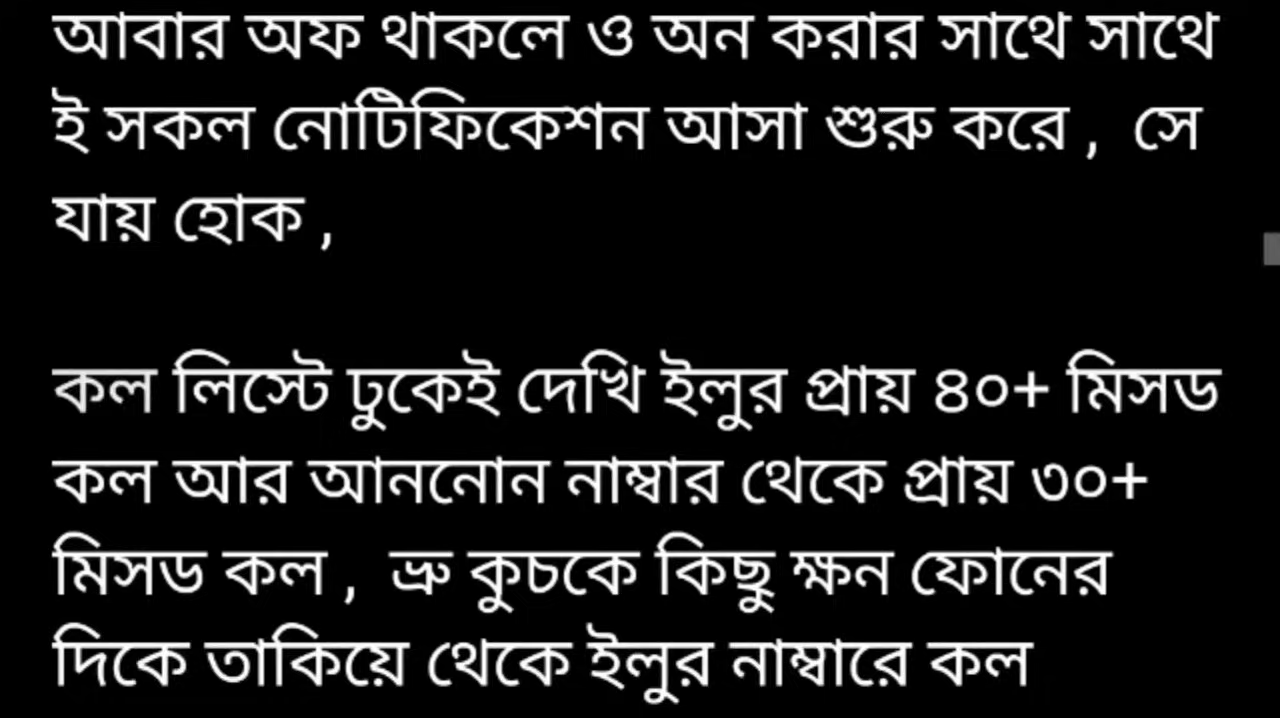 আবার অফ থাকলে ও অন করার সাথে সাথে
ই সকল নোটিফিকেশন আসা শুরু করে , সে
যায় হোক ,
কল লিস্টে ঢুকেই দেখি ইলুর প্রায় ৪০+ মিসড
কল আর আননোন নাম্বার থেকে প্রায় ৩০+
মিসড কল , ভ্রু কুচকে কিছু ক্ষন ফোনের
দিকে তাকিয়ে থেকে ইলুর নাম্বারে কল